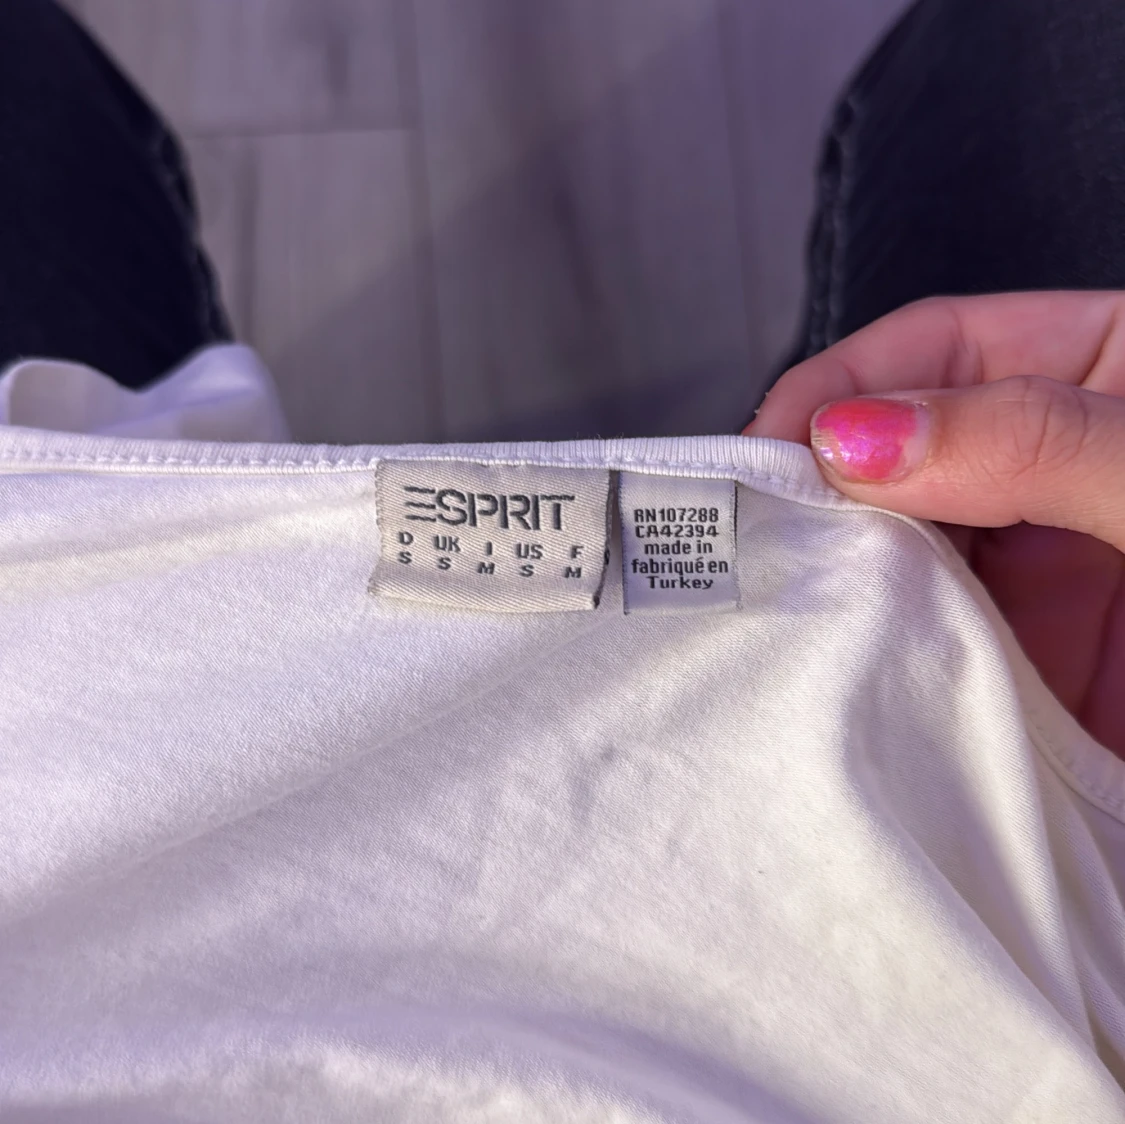 ESPRIT
D UK I US F
S S M S M
RN107288
CA42394
made in
fabriqué en
Turkey